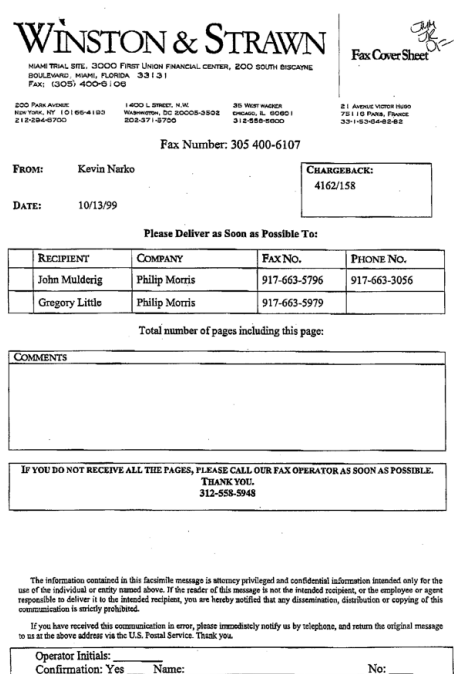 WINSTON & STRAWN
Fax Cover Sheet
MIAMI TRIAL SITE, 3000 FIRST UNION FINANCIAL CENTER, 200 SOUTH BISCAYNE
BOULEVARD, MIAMI, FLORIDA 33131
FAX: (305) 400-6106
200 PARK AVENUE
NEW YORK, NY 10166-4193
212-294-6700
1400 L STREET, N.W.
WASHINGTON, DC 20005-3502
202-371-5700
35 WEST WACKER
CHICAGO, IL 60601
312-558-5600
21 AVENUE VICTOR HUGO
75116 PARIS, FRANCE
33-1-53-64-82-82
Fax Number: 305 400-6107
FROM: Kevin Narko
CHARGEBACK:
4162/158
DATE: 10/13/99
Please Deliver as Soon as Possible To:
RECIPIENT COMPANY FAX NO. PHONE NO.
John Mulderig Philip Morris 917-663-5796 917-663-3056
Gregory Little Philip Morris 917-663-5979
Total number of pages including this page:
COMMENTS
IF YOU DO NOT RECEIVE ALL THE PAGES, PLEASE CALL OUR FAX OPERATOR AS SOON AS POSSIBLE.
THANK YOU.
312-558-5948
The information contained in this facsimile message is attorney privileged and confidential information intended only for the
use of the individual or entity named above. If the reader of this message is not the intended recipient, or the employee or agent
responsible to deliver it to the intended recipient, you are hereby notified that any dissemination, distribution or copying of this
communication is strictly prohibited.
If you have received this communication in error, please immediately notify us by telephone, and return the original message
to us at the above address via the U.S. Postal Service. Thank you.
Operator Initials:
Confirmation: Yes Name: No: